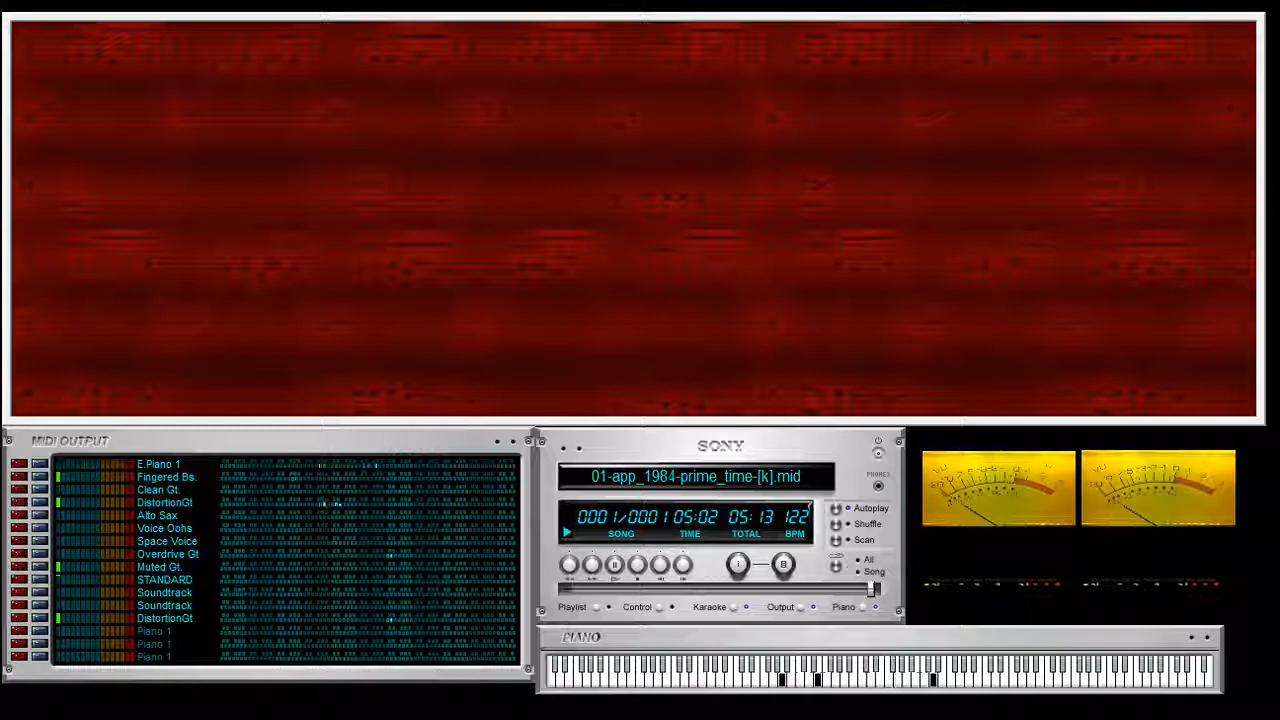 MIDI OUTPUT
E.Piano 1
Fingered Bs.
Clean Gt.
DistortionGt
Alto Sax
Voice Oohs
Space Voice
Overdrive Gt
Muted Gt.
STANDARD
Soundtrack
Soundtrack
DistortionGt
Piano 1
Piano 1
Piano 1
SONY
01-app_1984-prime_time-[k].mid
PHONES
0001/0001 05:02 05:13 122
SONG TIME TOTAL BPM
Autoplay
Shuffle
Scan
All
Song
Playlist Control Karaoke Output Piano
PIANO
VU VU